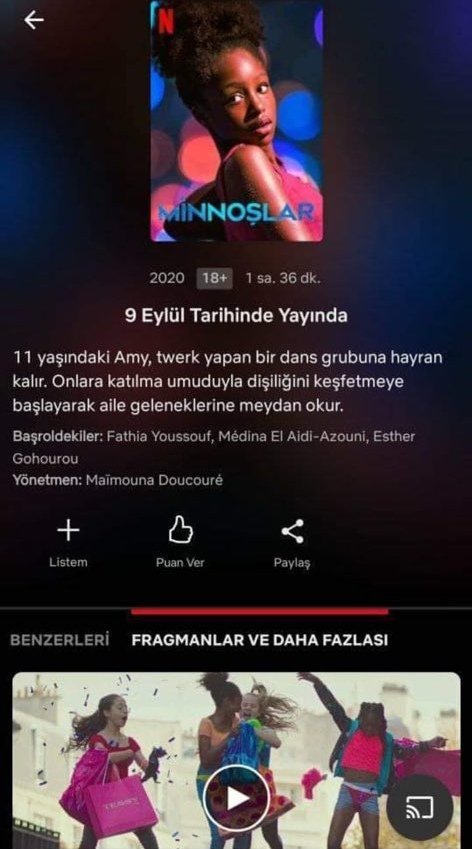 N
MİNNOŞLAR
2020 18+ 1 sa. 36 dk.
9 Eylül Tarihinde Yayında
11 yaşındaki Amy, twerk yapan bir dans grubuna hayran
kalır. Onlara katılma umuduyla dişiliğini keşfetmeye
başlayarak aile geleneklerine meydan okur.
Başroldekiler: Fathia Youssouf, Médina El Aidi-Azouni, Esther
Gohourou
Yönetmen: Maïmouna Doucouré
Listem Puan Ver Paylaş
BENZERLERİ FRAGMANLAR VE DAHA FAZLASI